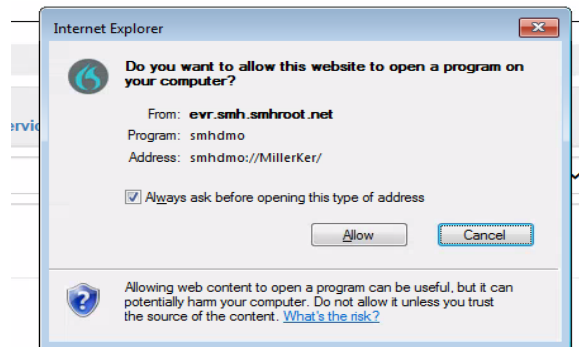 Internet Explorer
Do you want to allow this website to open a program on
your computer?
From: evr.smh.smhroot.net
Program: smhdmo
Address: smhdmo://MillerKer/
Always ask before opening this type of address
Allow
Cancel
Allowing web content to open a program can be useful, but it can
potentially harm your computer. Do not allow it unless you trust
the source of the content. What's the risk?
ervic